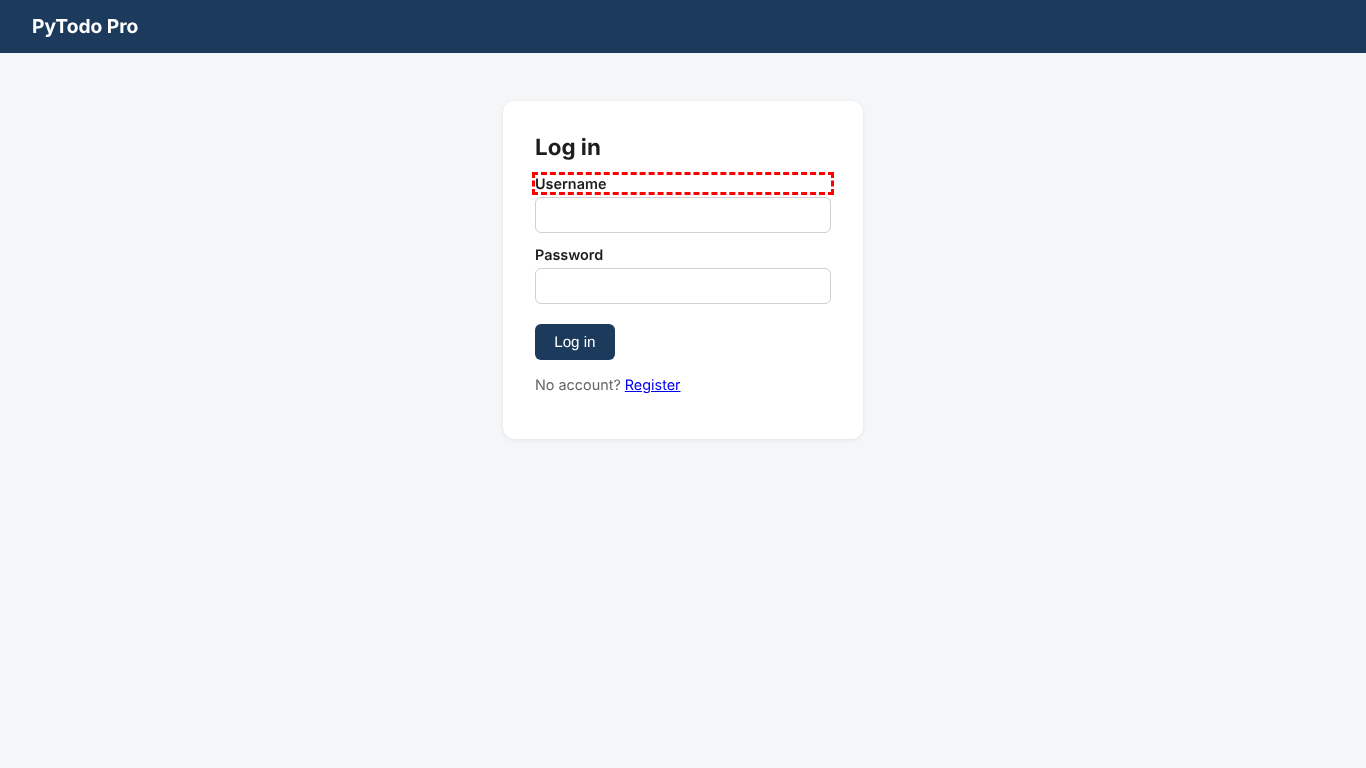 PyTodo Pro
Log in
Username
Password
Log in
No account? Register